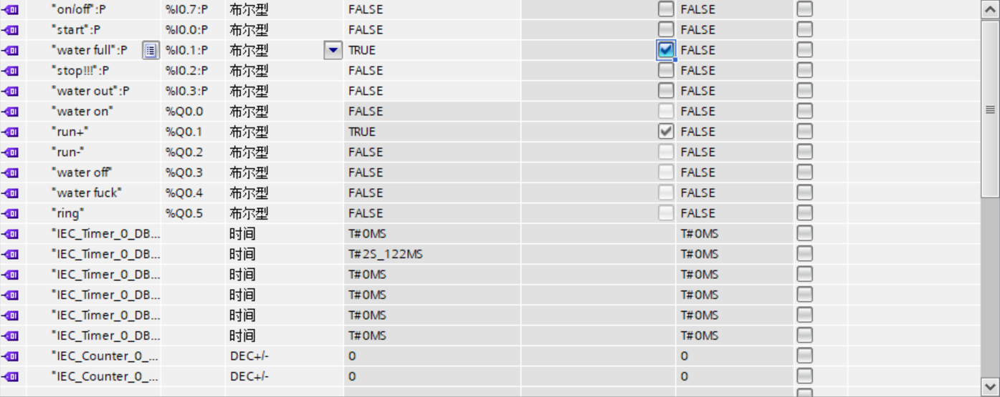 "on/off":P %I0.7:P 布尔型 FALSE FALSE
"start":P %I0.0:P 布尔型 FALSE FALSE
"water full":P %I0.1:P 布尔型 TRUE FALSE
"stop!!!":P %I0.2:P 布尔型 FALSE FALSE
"water out":P %I0.3:P 布尔型 FALSE FALSE
"water on" %Q0.0 布尔型 FALSE FALSE
"run+" %Q0.1 布尔型 TRUE FALSE
"run-" %Q0.2 布尔型 FALSE FALSE
"water off" %Q0.3 布尔型 FALSE FALSE
"water fuck" %Q0.4 布尔型 FALSE FALSE
"ring" %Q0.5 布尔型 FALSE FALSE
"IEC_Timer_0_DB... 时间 T#0MS T#0MS
"IEC_Timer_0_DB... 时间 T#2S_122MS T#0MS
"IEC_Timer_0_DB... 时间 T#0MS T#0MS
"IEC_Timer_0_DB... 时间 T#0MS T#0MS
"IEC_Timer_0_DB... 时间 T#0MS T#0MS
"IEC_Timer_0_DB... 时间 T#0MS T#0MS
"IEC_Counter_0_... DEC+/- 0 0
"IEC_Counter_0_... DEC+/- 0 0